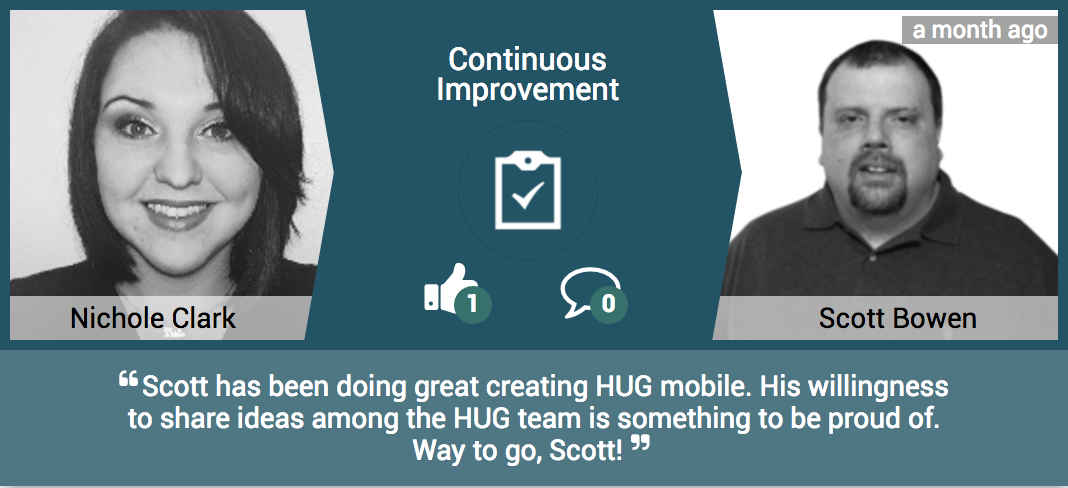 a month ago
Continuous
Improvement
1
0
Nichole Clark
Scott Bowen
“Scott has been doing great creating HUG mobile. His willingness
to share ideas among the HUG team is something to be proud of.
Way to go, Scott! ”